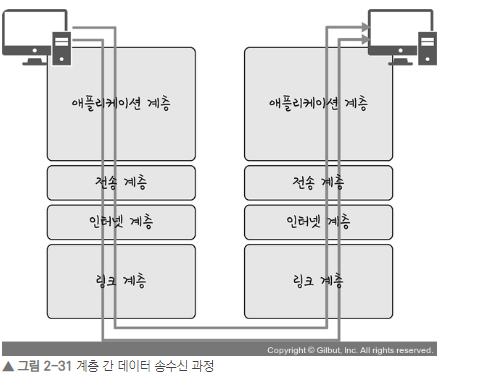 애플리케이션 계층
애플리케이션 계층
전송 계층
전송 계층
인터넷 계층
인터넷 계층
링크 계층
링크 계층
Copyright © Gilbut, Inc. All rights reserved.
▲ 그림 2-31 계층 간 데이터 송수신 과정